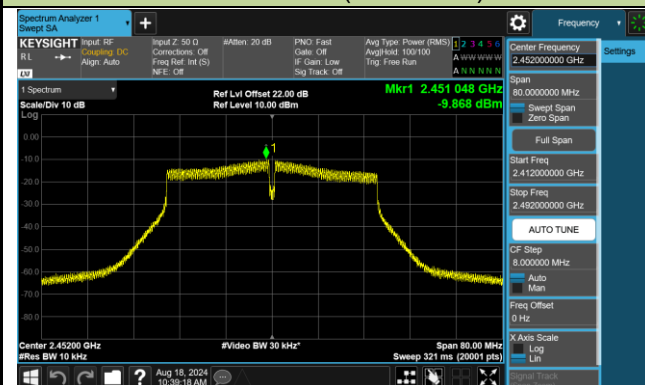 Spectrum Analyzer 1
Swept SA
+
Frequency
KEYSIGHT
Input: RF
Coupling: DC
Align: Auto
Input Z: 50 Ω
Corrections: Off
Freq Ref: Int (S)
NFE: Off
#Atten: 20 dB
PNO: Fast
Gate: Off
IF Gain: Low
Sig Track: Off
Avg Type: Power (RMS)
Avg|Hold: 100/100
Trig: Free Run
1 2 3 4 5 6
A W W W W W
A N N N N N
RL
LXI
Center Frequency
2.452000000 GHz
Settings
Span
80.0000000 MHz
Swept Span
Zero Span
Full Span
Start Freq
2.412000000 GHz
Stop Freq
2.492000000 GHz
AUTO TUNE
CF Step
8.000000 MHz
Auto
Man
Freq Offset
0 Hz
X Axis Scale
Log
Lin
Signal Track
1 Spectrum
Scale/Div 10 dB
Log
Ref Lvl Offset 22.00 dB
Ref Level 10.00 dBm
Mkr1 2.451 048 GHz
-9.868 dBm
1
0.00
-10.0
-20.0
-30.0
-40.0
-50.0
-60.0
-70.0
-80.0
Center 2.45200 GHz
#Res BW 10 kHz
#Video BW 30 kHz*
Span 80.00 MHz
Sweep 321 ms (20001 pts)
?
Aug 18, 2024
10:39:18 AM